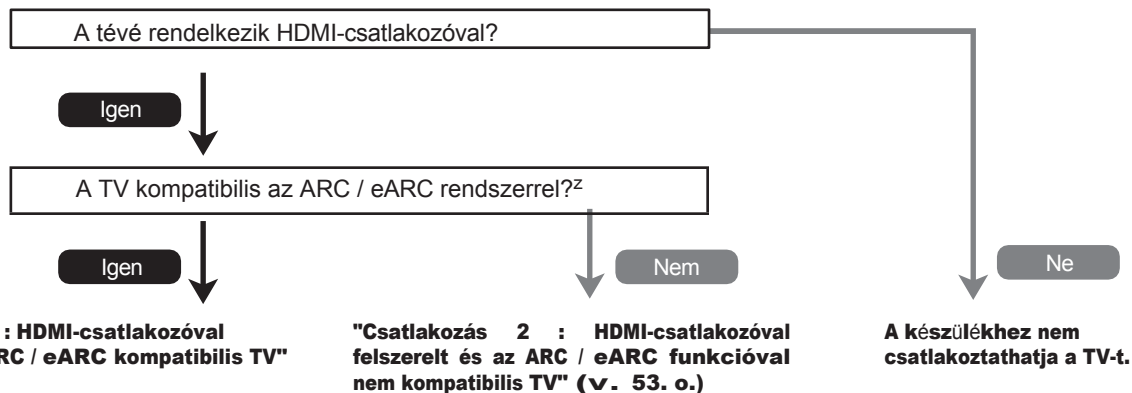 A tévé rendelkezik HDMI-csatlakozóval?
Igen
A TV kompatibilis az ARC / eARC rendszerrel?z
Igen
Nem
Ne
: HDMI-csatlakozóval
RC / eARC kompatibilis TV"
"Csatlakozás 2 : HDMI-csatlakozóval
felszerelt és az ARC / eARC funkcióval
nem kompatibilis TV" (v. 53. o.)
A készülékhez nem
csatlakoztathatja a TV-t.